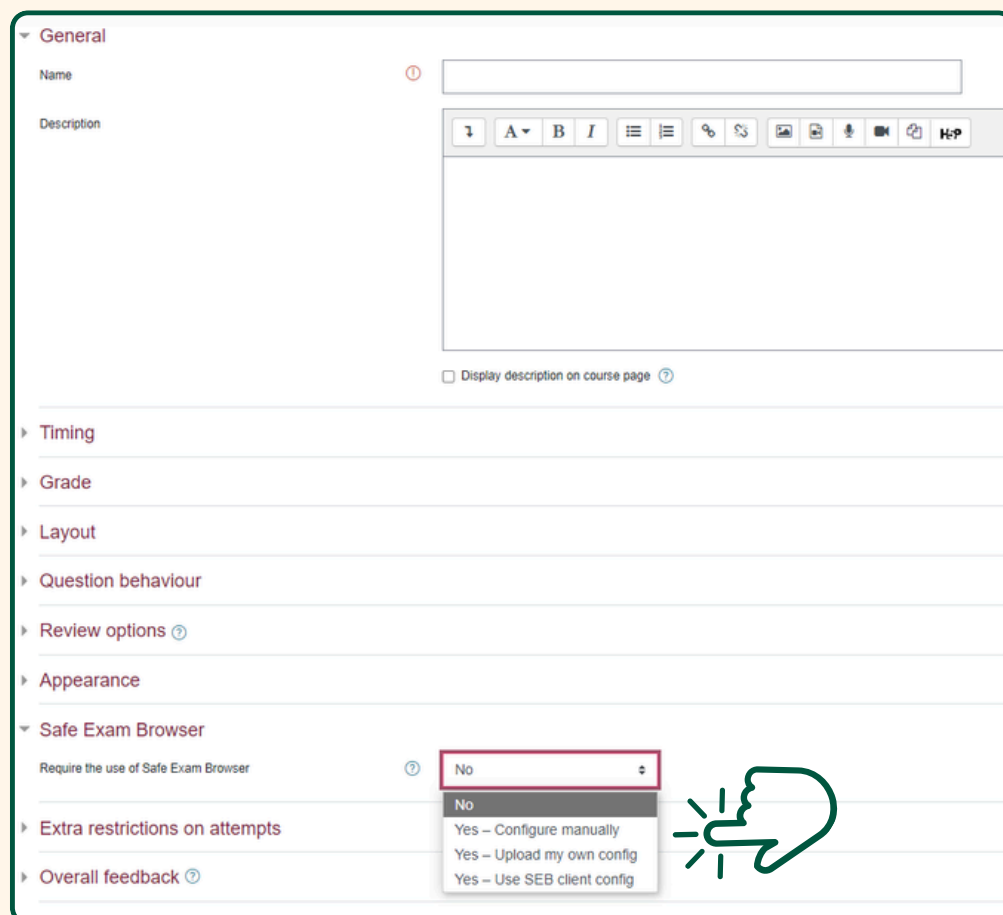 General
Name
Description
A B I H5P
Display description on course page
Timing
Grade
Layout
Question behaviour
Review options
Appearance
Safe Exam Browser
Require the use of Safe Exam Browser
No
No
Yes – Configure manually
Yes – Upload my own config
Yes – Use SEB client config
Extra restrictions on attempts
Overall feedback